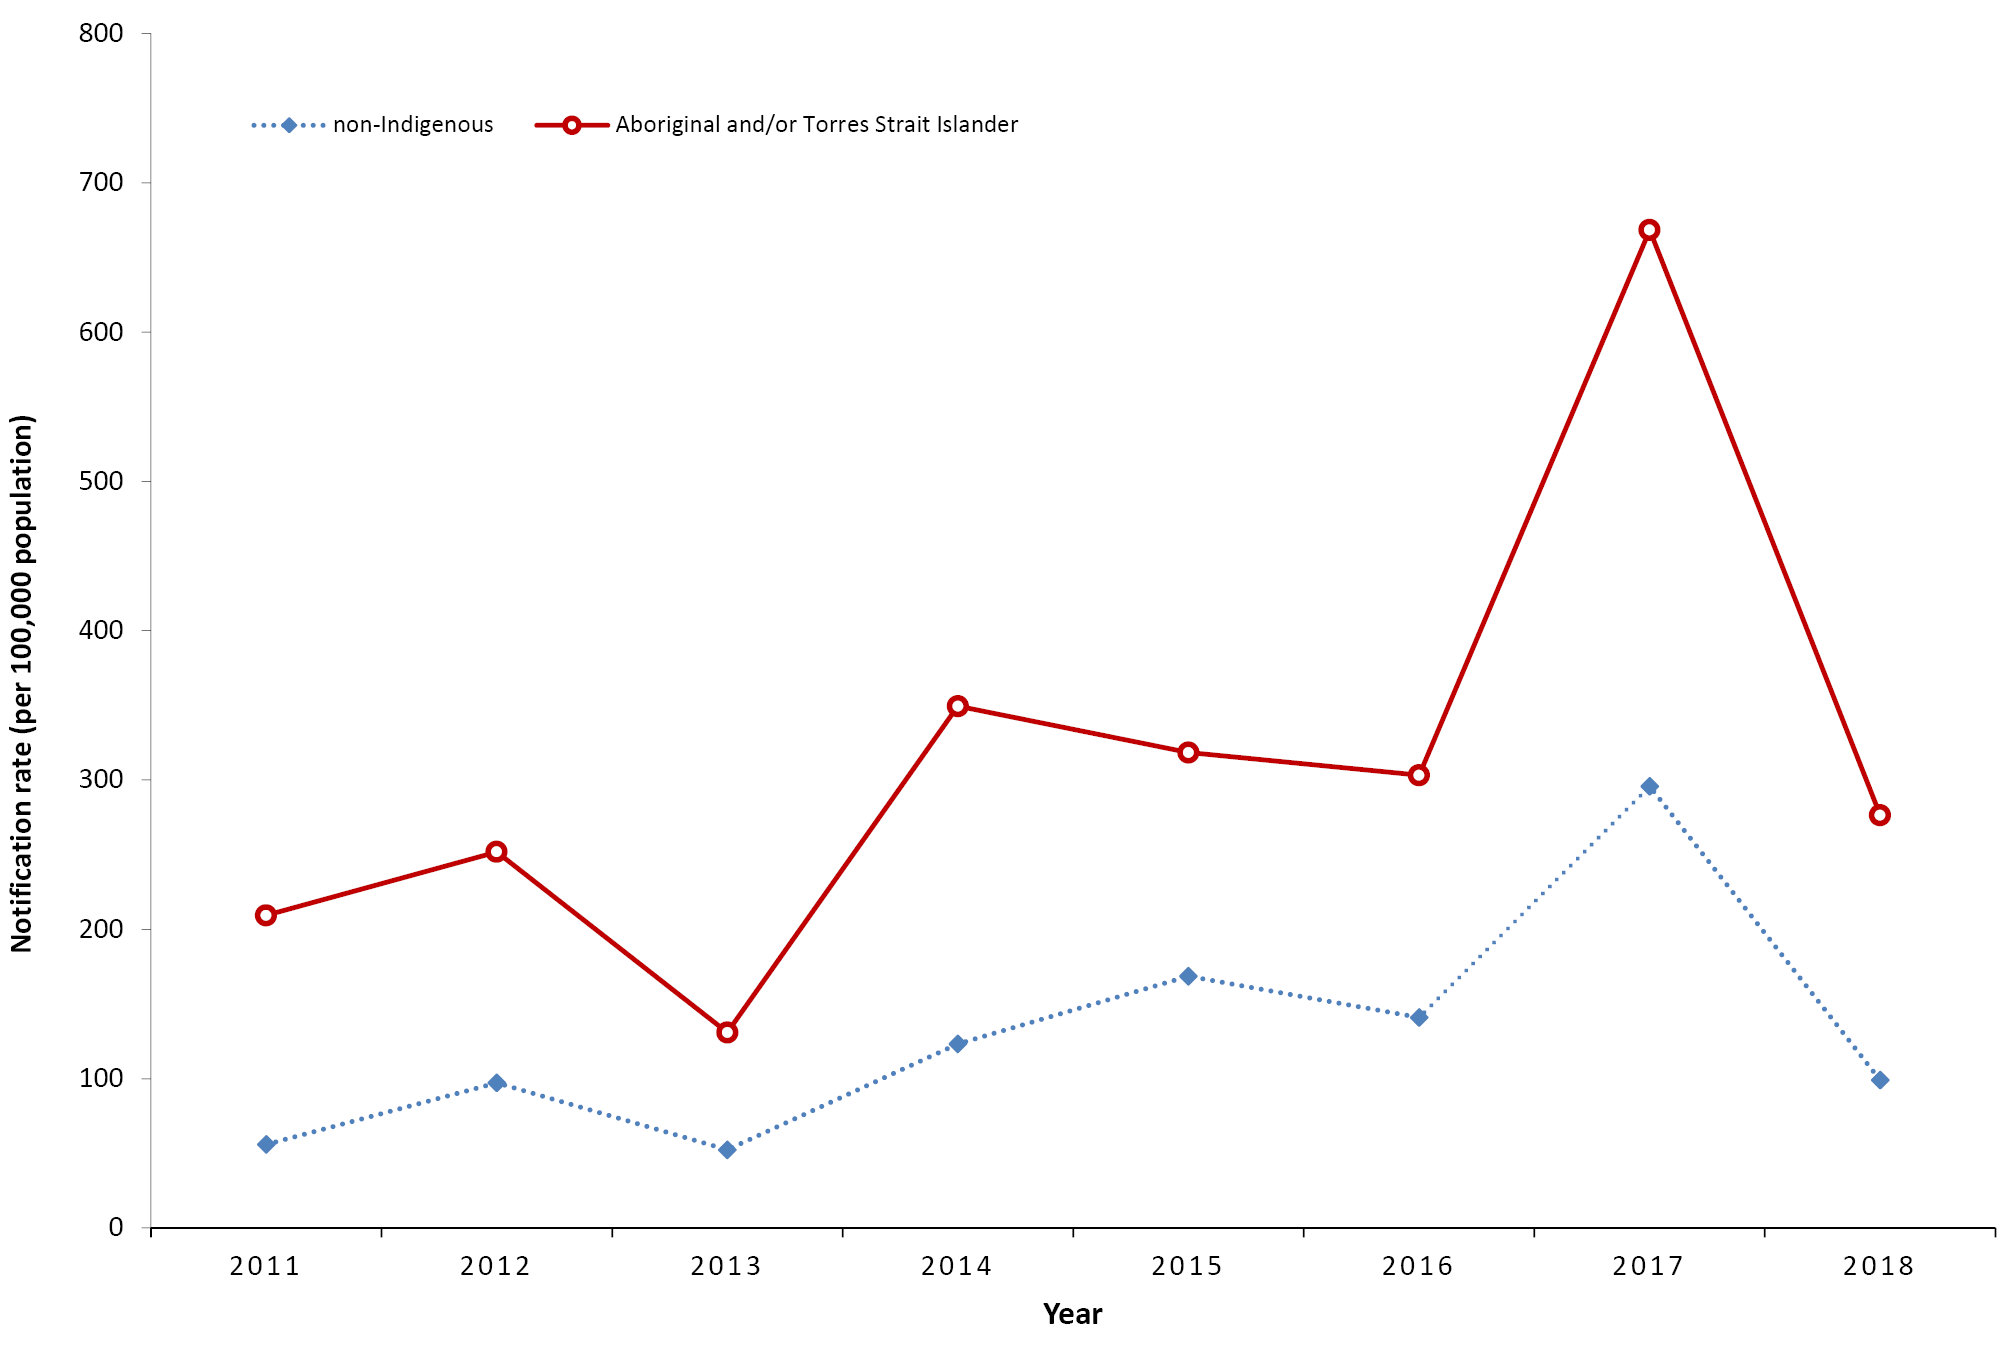 800
non-Indigenous Aboriginal and/or Torres Strait Islander
700
600
500
400
300
200
100
0
Notification rate (per 100,000 population)
2011 2012 2013 2014 2015 2016 2017 2018
Year